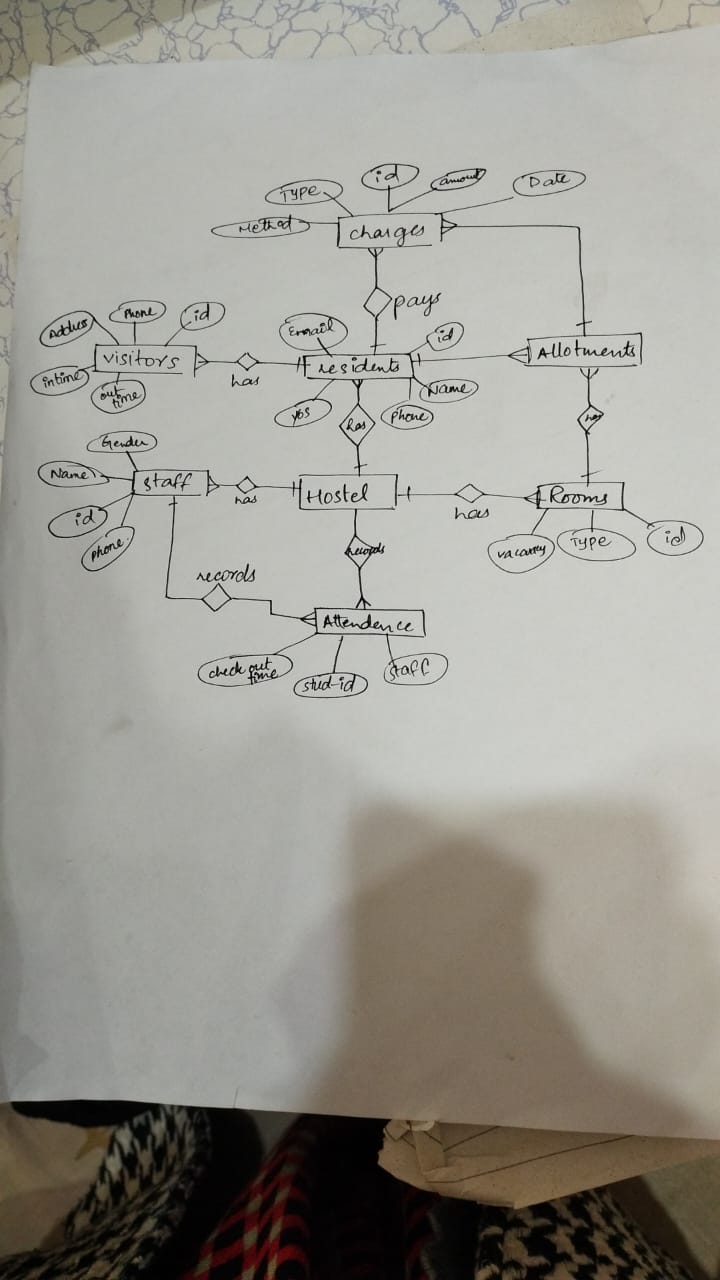 id
amount
Date
TYPE
Method
charges
pays
Phone
id
Address
Email
id
visitors
residents
Allotments
intime
out
time
has
Name
yos
phone
has
has
Gender
Name
staff
has
Hostel
has
Rooms
id
phone.
vacancy
Type
id
records
records
Attendence
check out
time
stud-id
staff